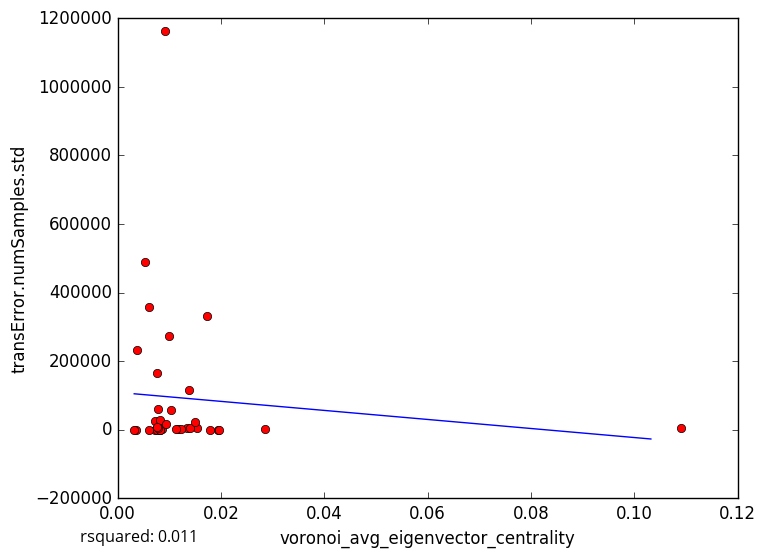 1200000
1000000
800000
600000
400000
200000
0
−200000
transError.numSamples.std
0.00 0.02 0.04 0.06 0.08 0.10 0.12
rsquared: 0.011
voronoi_avg_eigenvector_centrality